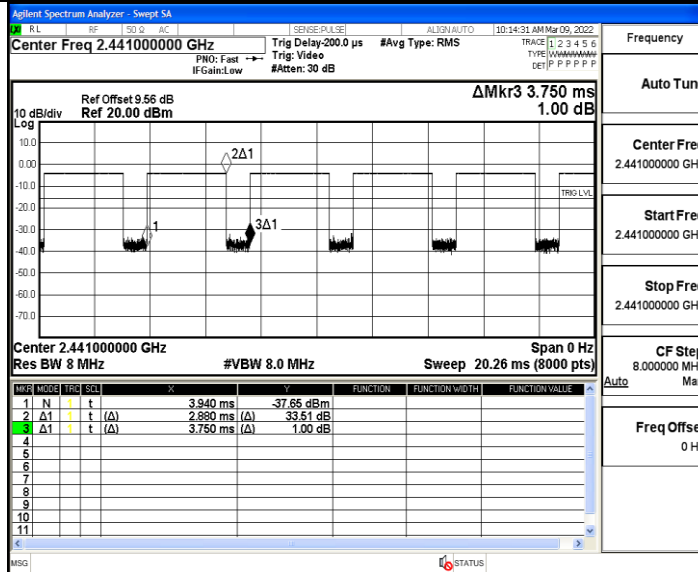 Agilent Spectrum Analyzer - Swept SA
RL RF 50 Ω AC SENSE:PULSE ALIGN AUTO 10:14:31 AM Mar 09, 2022
Center Freq 2.441000000 GHz
PNO: Fast
IFGain:Low
Trig Delay-200.0 µs
Trig: Video
#Atten: 30 dB
#Avg Type: RMS
TRACE 1 2 3 4 5 6
TYPE WWWWWW
DET P P P P P P
Ref Offset 9.56 dB
10 dB/div Ref 20.00 dBm
Log
ΔMkr3 3.750 ms
1.00 dB
10.0
0.00
-10.0
-20.0
-30.0
-40.0
-50.0
-60.0
-70.0
2Δ1
TRIG LVL
1
3Δ1
Center 2.441000000 GHz Span 0 Hz
Res BW 8 MHz #VBW 8.0 MHz Sweep 20.26 ms (8000 pts)
MKR MODE TRC SCL X Y FUNCTION FUNCTION WIDTH FUNCTION VALUE
1 N 1 t 3.940 ms -37.65 dBm
2 Δ1 1 t (Δ) 2.880 ms (Δ) 33.51 dB
3 Δ1 1 t (Δ) 3.750 ms (Δ) 1.00 dB
4
5
6
7
8
9
10
11
MSG STATUS
Frequency
Auto Tun
Center Fre
2.441000000 GH
Start Fre
2.441000000 GH
Stop Fre
2.441000000 GH
CF Ste
8.000000 MH
Auto Ma
Freq Offse
0 H